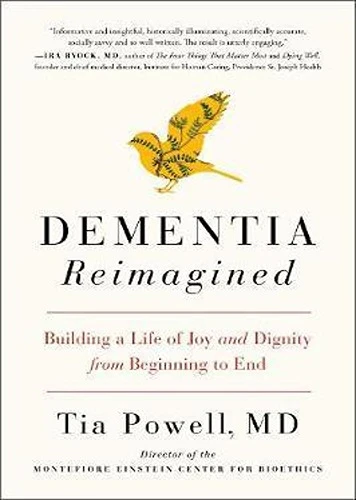 "Informative and insightful, historically illuminating, scientifically accurate,
socially savvy and so well written. The result is utterly engaging."
—IRA BYOCK, MD, author of The Four Things That Matter Most and Dying Well,
founder and chief medical director, Institute for Human Caring, Providence St. Joseph Health
DEMENTIA
Reimagined
Building a Life of Joy and Dignity
from Beginning to End
Tia Powell, MD
Director of the
MONTEFIORE EINSTEIN CENTER FOR BIOETHICS